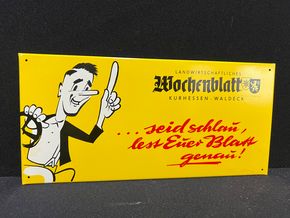 LANDWIRTSCHAFTLICHES
Wochenblatt
KURHESSEN-WALDECK
...seid schlau,
lest Euer Blatt
genau!